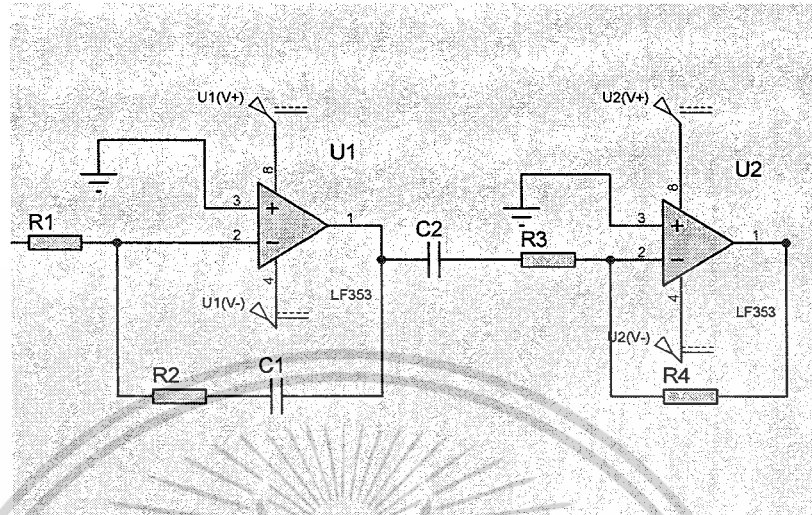 U1(V+)
U2(V+)
U1
U2
8
8
3
+
1
2
−
4
R1
C2
R3
3
+
1
2
−
4
LF353
LF353
U1(V-)
U2(V-)
R2
C1
R4